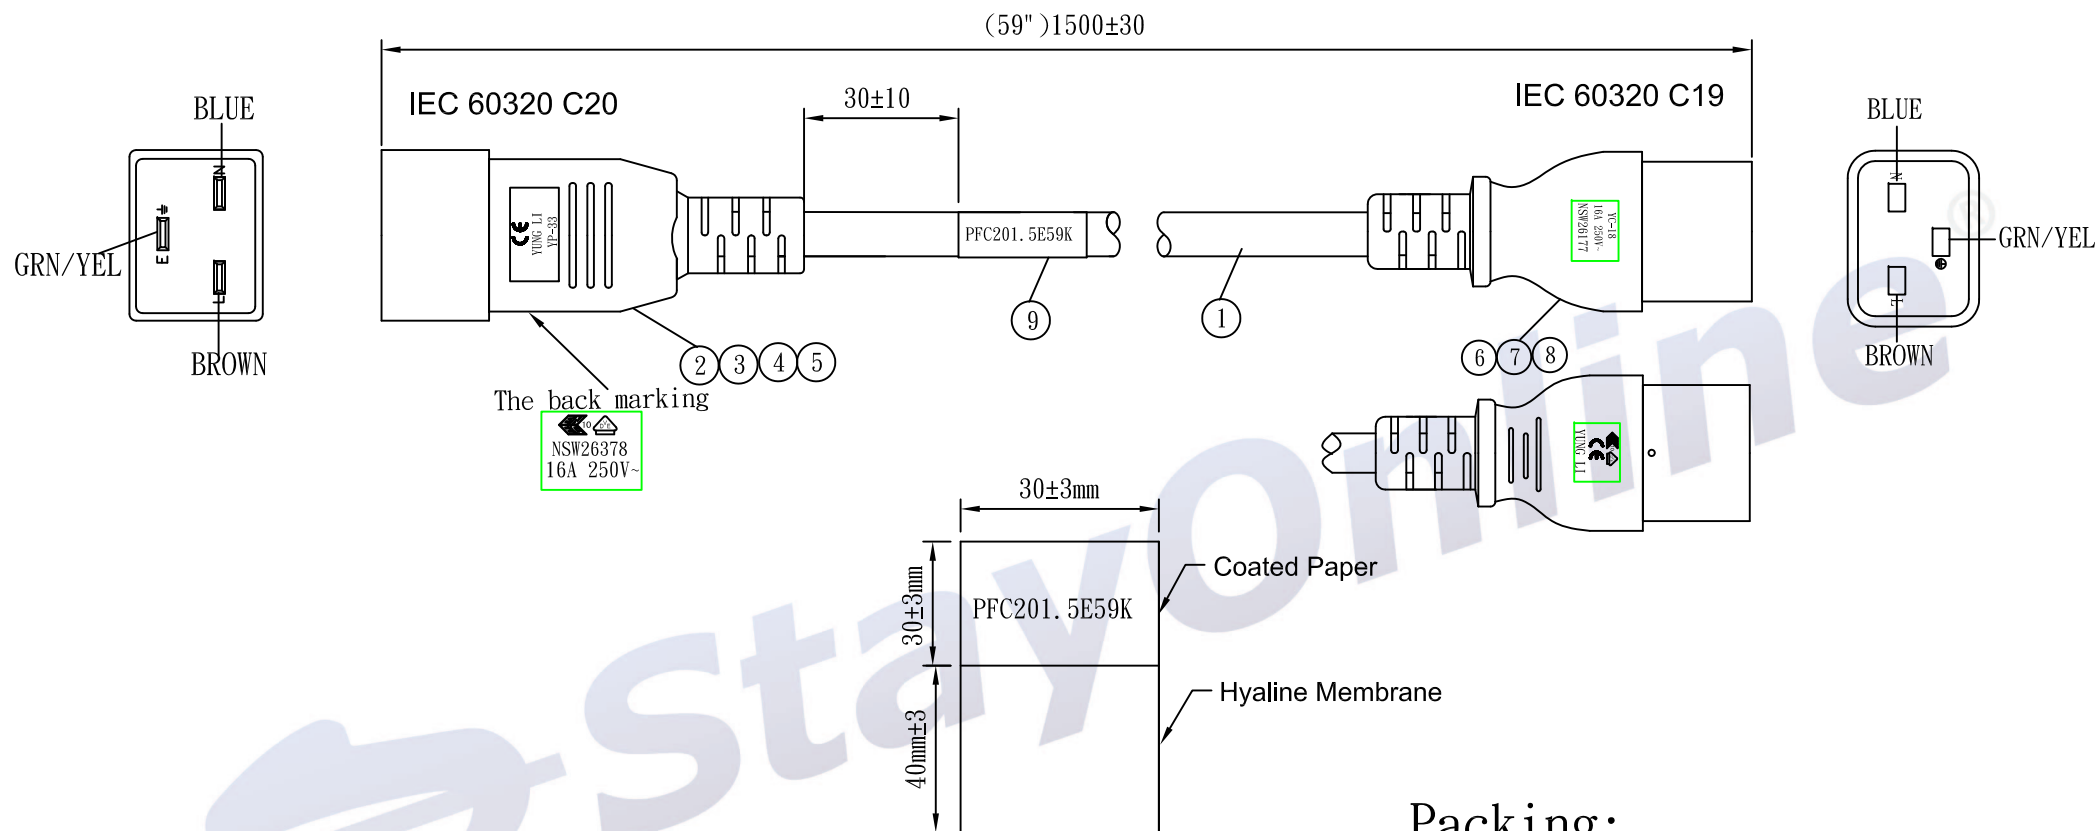 (59")1500±30
IEC 60320 C20
30±10
IEC 60320 C19
BLUE
N
E
L
GRN/YEL
BROWN
CE
YUNG LI
YP-33
PFC201.5E59K
YC-18
16A 250V~
NSW26177
BLUE
N
L
GRN/YEL
BROWN
9
1
2 3 4 5
6 7 8
The back marking
10
NSW26378
16A 250V~
CE
YUNG LI
30±3mm
30±3mm
PFC201.5E59K
Coated Paper
40mm±3
Hyaline Membrane
Packing:
StayOnline®